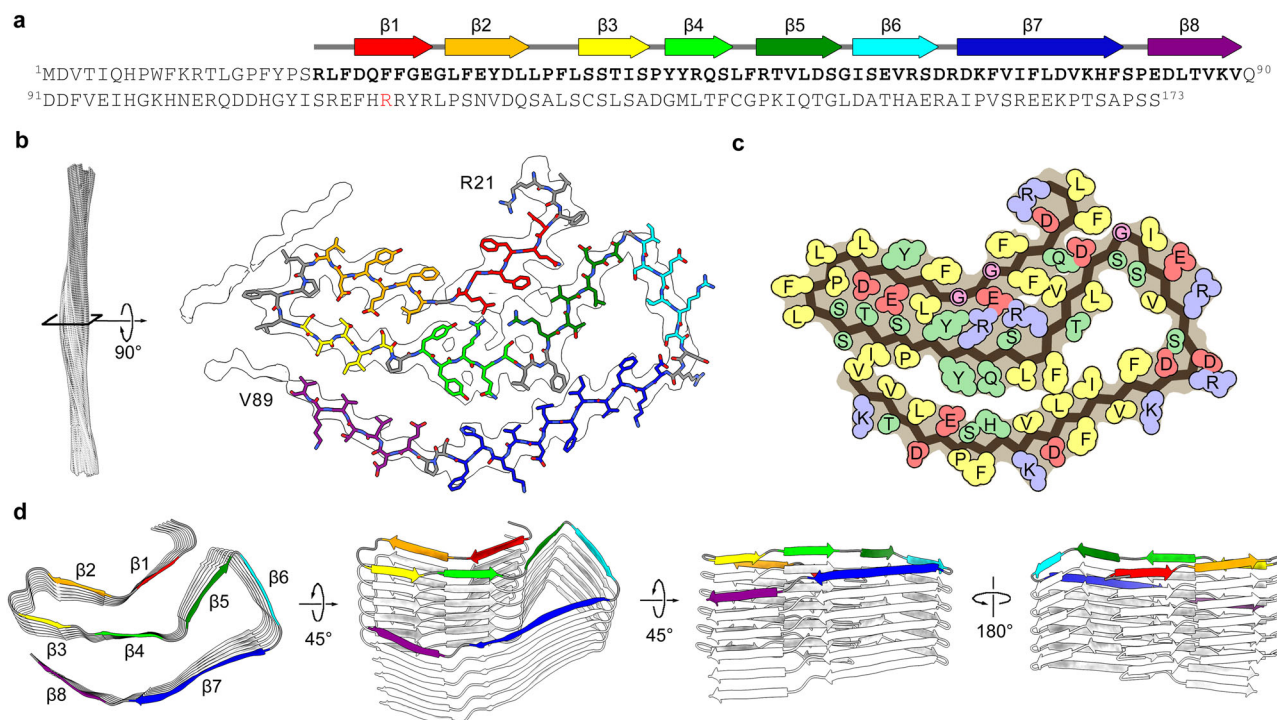 a
β1 β2 β3 β4 β5 β6 β7 β8
1MDVTIQHPWFKRTLGPFYPSRLFDQFFGEGLFEYDLLPFLSSTISPYYRQSLFRTVLDSGISEVRSDRDKFVIFLDVKHFSPEDLTVKVQ90
91DDFVEIHGKHNERQDDHGYISREFHRRYRLPSNVDQSALSCSLSADGMLTFCGPKIQTGLDATHAERAIPVSREEKPTSAPSS173
b
90°
R21
V89
c
R L
D F
L L Y F Q D G I
F P D F G F S S E
L E L G E V L V R
S T S Y R R S T
S I P S
V Y Q L F I F D D R
V L E S H V L V K
K T D P F K D F
d
β2 β1 β6
β5
β3 β4
β8 β7
45°
45°
180°